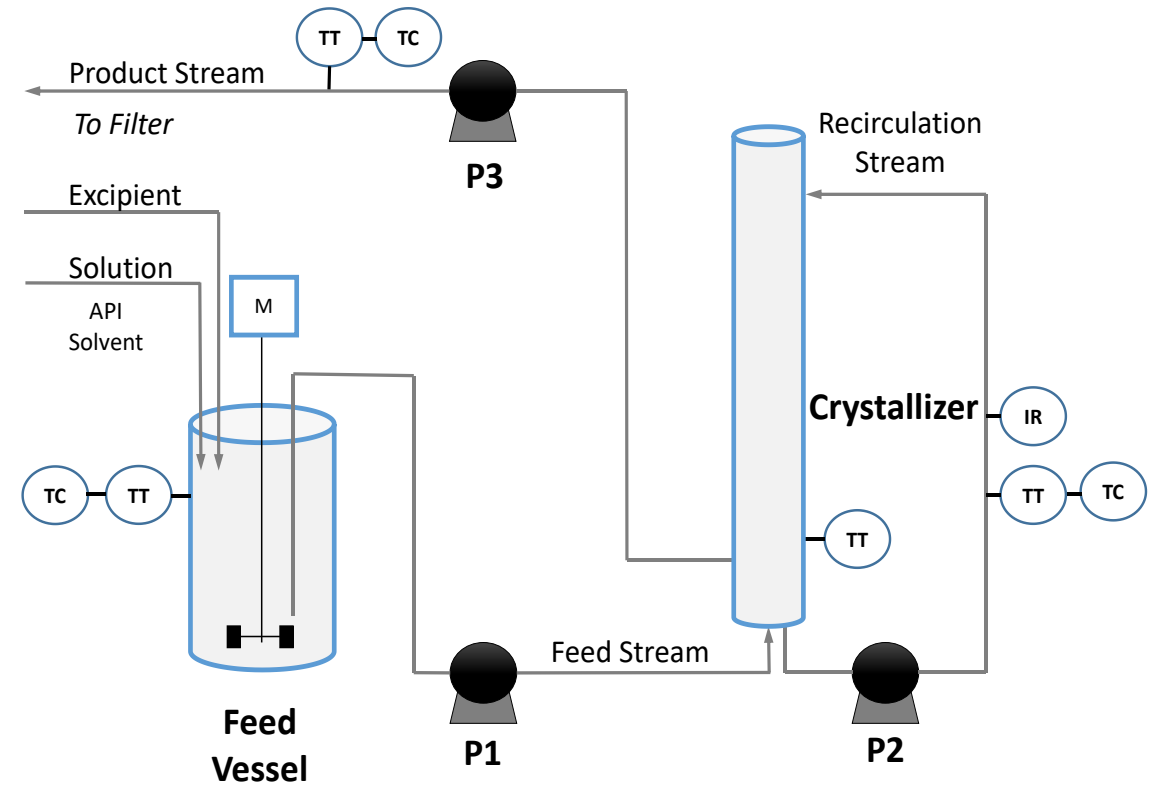 TT
TC
Product Stream
To Filter
P3
Recirculation
Stream
Excipient
Solution
API
Solvent
M
Crystallizer
IR
TC
TT
TT
TC
TT
Feed Stream
Feed
Vessel
P1
P2